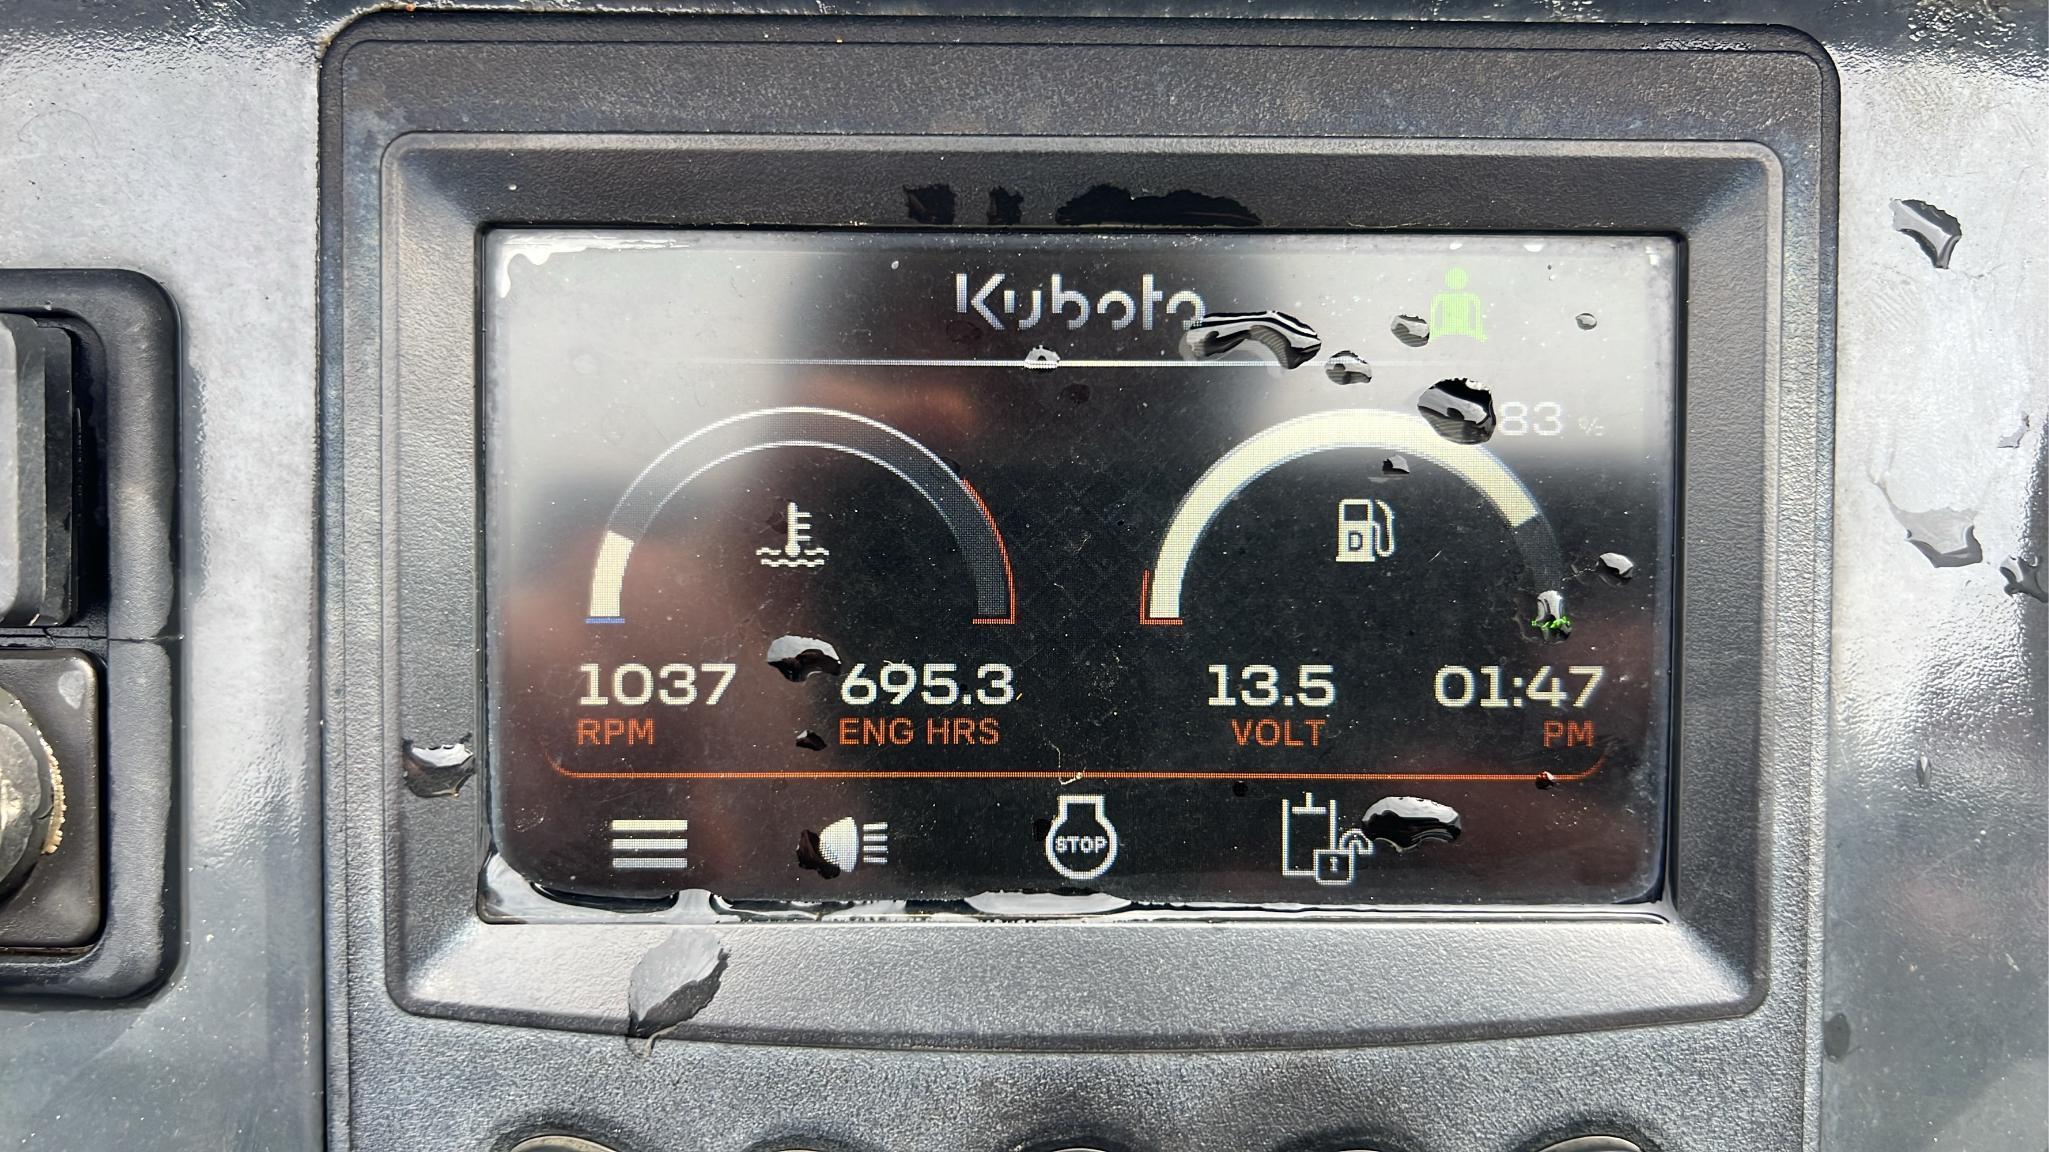 Kubota
83 %
D
1037 695.3 13.5 01:47
RPM ENG HRS VOLT PM
STOP